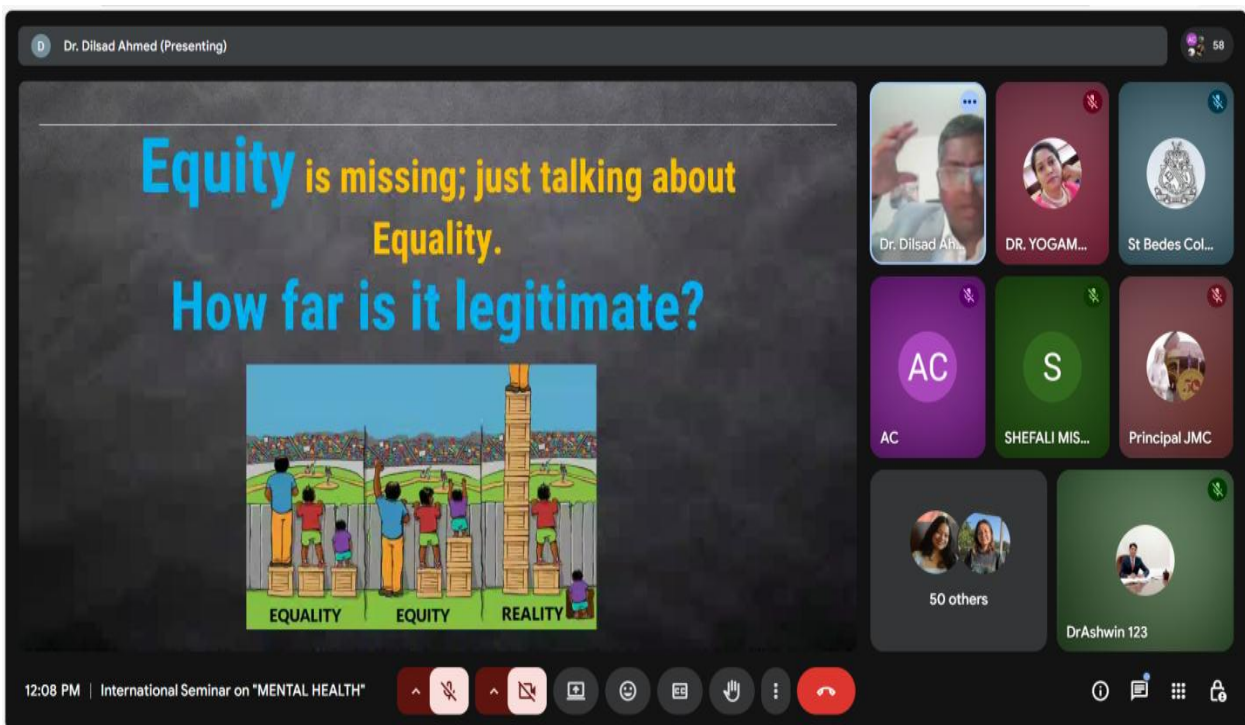 D Dr. Dilsad Ahmed (Presenting)
AC 58
Equity is missing; just talking about
Equality.
How far is it legitimate?
EQUALITY EQUITY REALITY
Dr. Dilsad Ah...
DR. YOGAM...
St Bedes Col...
AC
AC
S
SHEFALI MIS...
Principal JMC
50 others
DrAshwin 123
12:08 PM | International Seminar on "MENTAL HEALTH"
CC